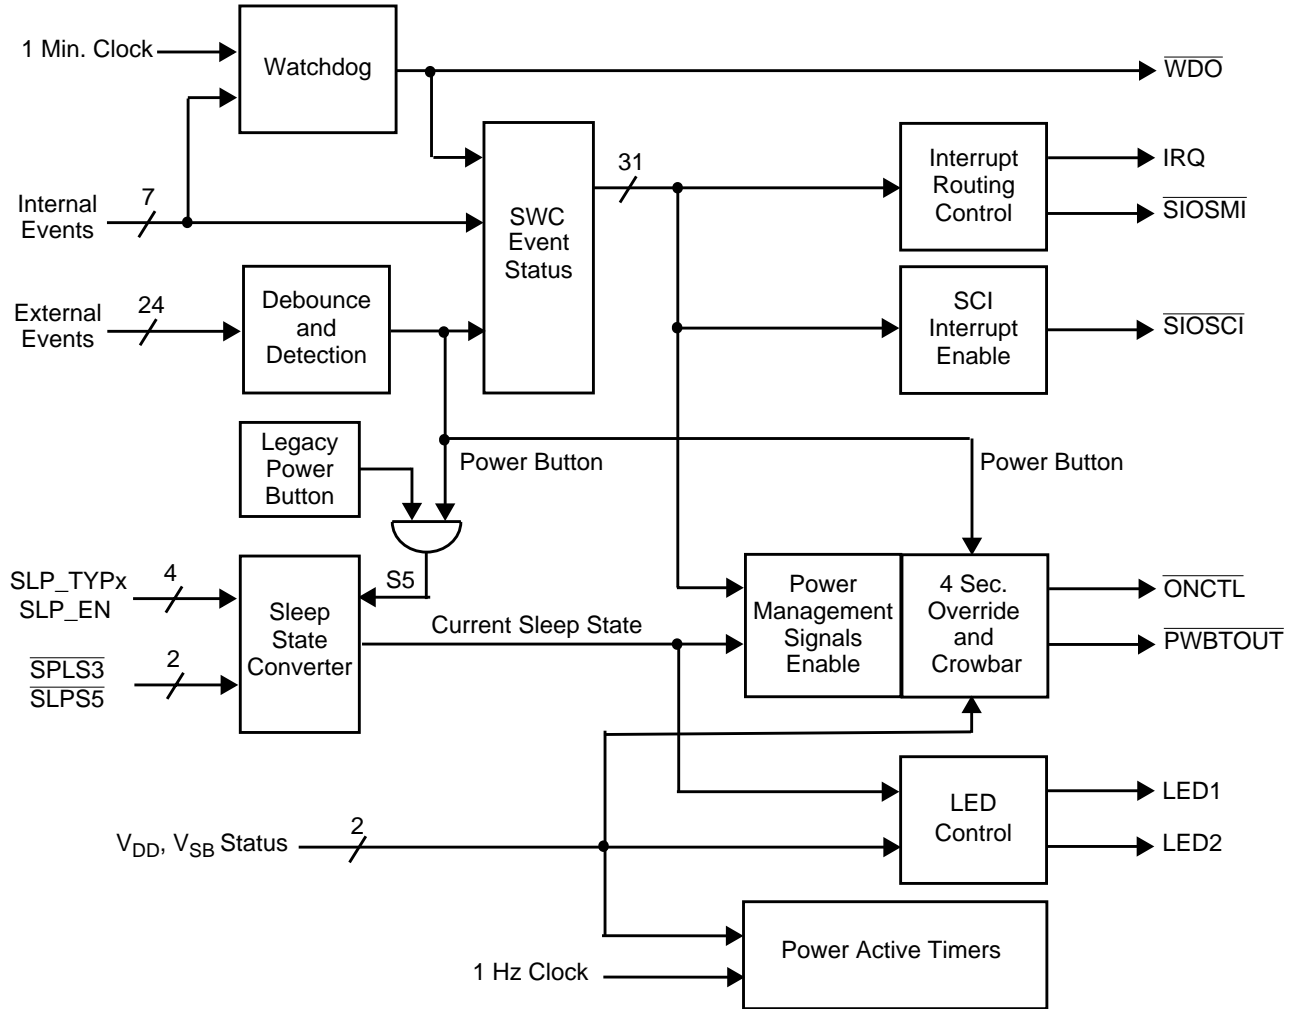 1 Min. Clock
Watchdog
WDO
Internal
Events
7
SWC
Event
Status
31
Interrupt
Routing
Control
IRQ
SIOSMI
External
Events
24
Debounce
and
Detection
SCI
Interrupt
Enable
SIOSCI
Legacy
Power
Button
Power Button
Power Button
SLP_TYPx
SLP_EN
4
S5
SPLS3
SLPS5
2
Sleep
State
Converter
Current Sleep State
Power
Management
Signals
Enable
4 Sec.
Override
and
Crowbar
ONCTL
PWBTOUT
VDD, VSB Status
2
LED
Control
LED1
LED2
1 Hz Clock
Power Active Timers